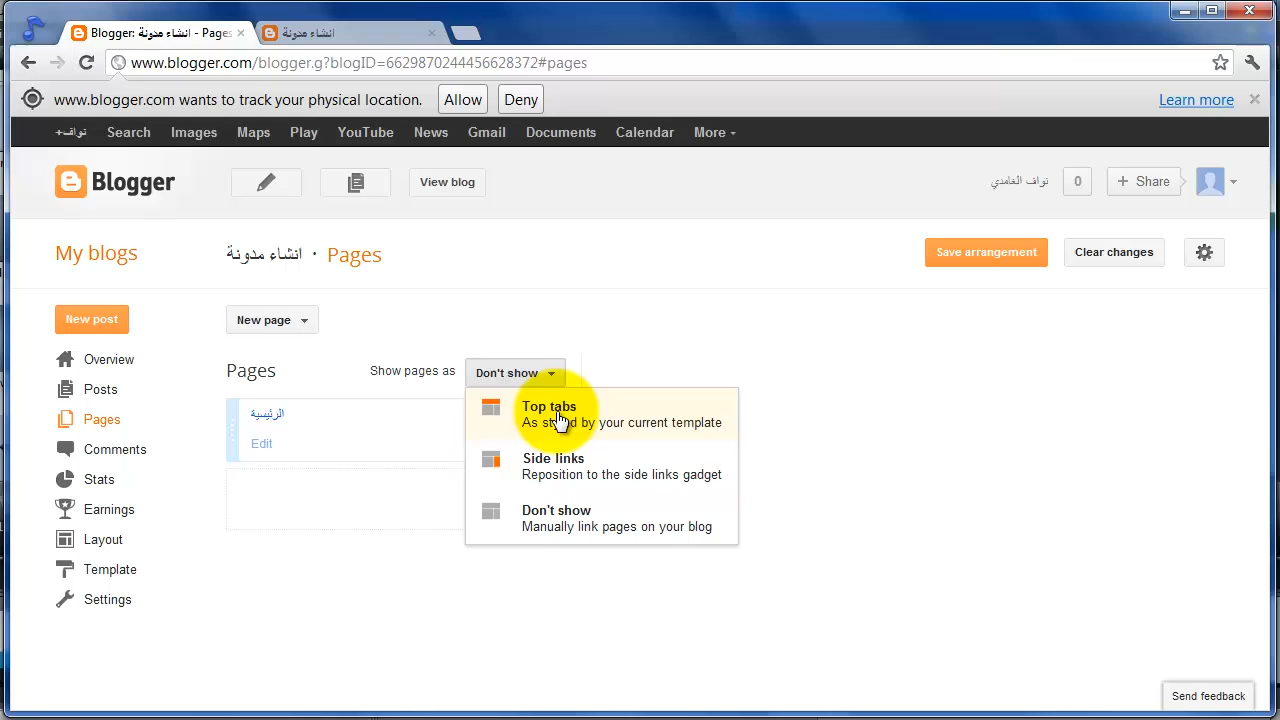 Blogger: انشاء مدونة - Pages
انشاء مدونة
www.blogger.com/blogger.g?blogID=6629870244456628372#pages
www.blogger.com wants to track your physical location. Allow Deny Learn more
+نواف Search Images Maps Play YouTube News Gmail Documents Calendar More
Blogger View blog نواف الغامدي 0 + Share
My blogs انشاء مدونة · Pages Save arrangement Clear changes
New post New page
Overview
Pages Show pages as Don't show
Posts
Top tabs
As by your current template
الرئيسية
Pages
Edit
Comments
Side links
Reposition to the side links gadget
Stats
Earnings
Don't show
Manually link pages on your blog
Layout
Template
Settings
Send feedback